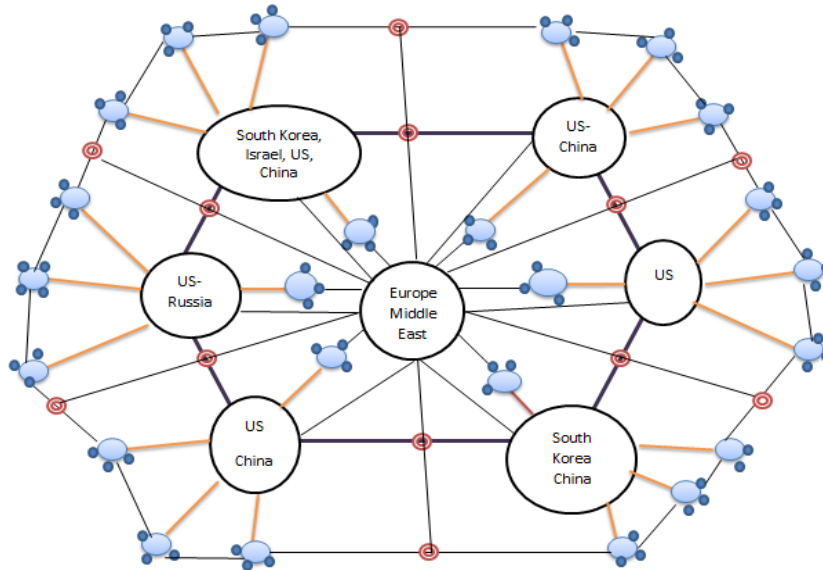 South Korea,
Israel, US,
China
US-
China
US-
Russia
Europe
Middle
East
US
US
China
South
Korea
China